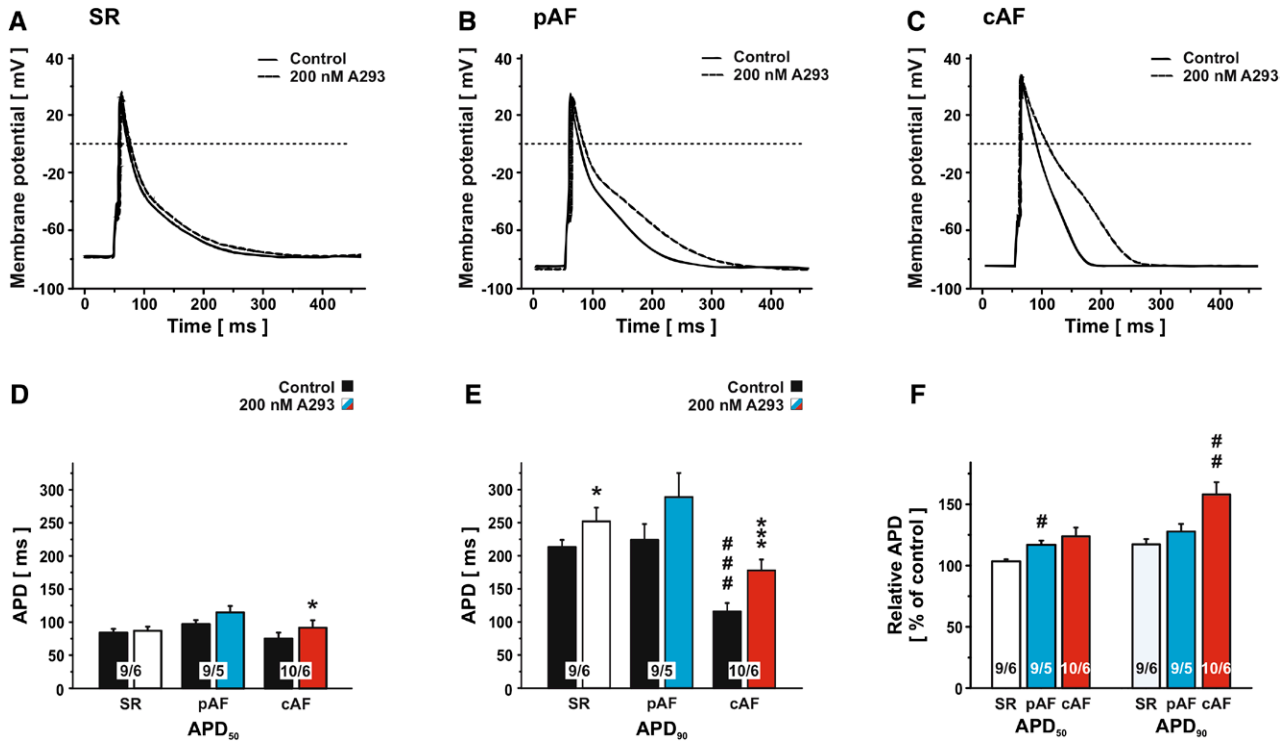 A SR
Control
200 nM A293
Membrane potential [ mV]
40
20
-20
-60
-100
0 100 200 300 400
Time [ ms ]
B pAF
Control
200 nM A293
Membrane potential [ mV]
40
20
-20
-60
-100
0 100 200 300 400
Time [ ms ]
C cAF
Control
200 nM A293
Membrane potential [ mV]
40
20
-20
-60
-100
0 100 200 300 400
Time [ ms ]
D
Control
200 nM A293
APD [ ms ]
300
250
200
150
100
50
0
*
9/6 9/5 10/6
SR pAF cAF
APD50
E
Control
200 nM A293
APD [ ms ]
300
250
200
150
100
50
0
* ### ***
9/6 9/5 10/6
SR pAF cAF
APD90
F
Relative APD
[ % of control ]
150
100
50
0
# ##
9/6 9/5 10/6 9/6 9/5 10/6
SR pAF cAF SR pAF cAF
APD50 APD90